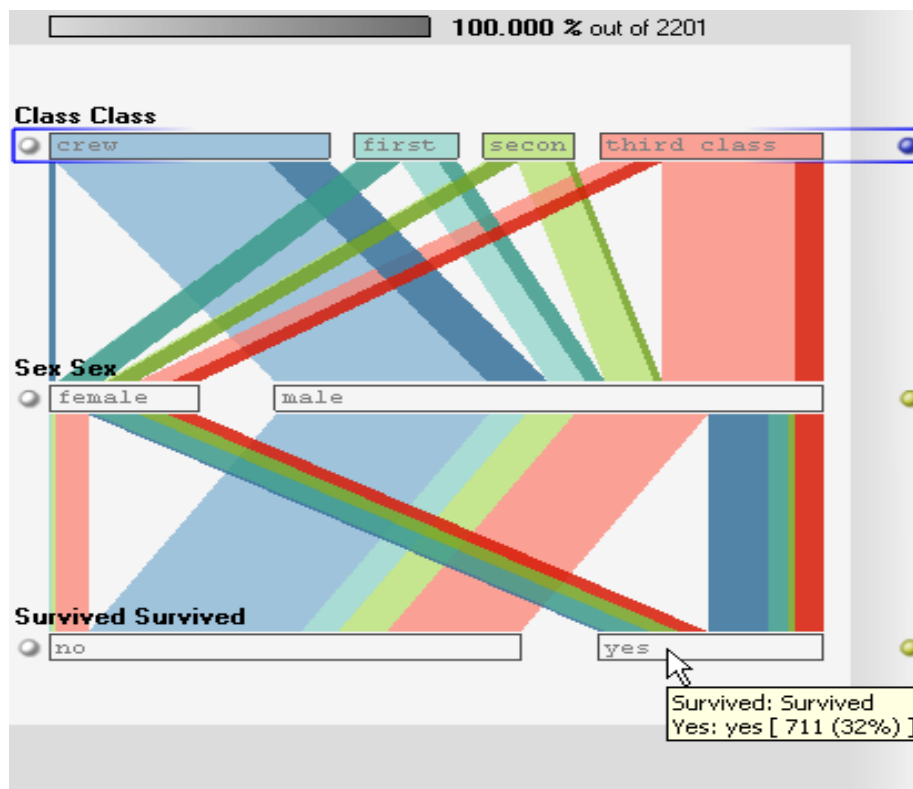 100.000 % out of 2201
Class Class
crew first secon third class
Sex Sex
female male
Survived Survived
no yes
Survived: Survived
Yes: yes [ 711 (32%) ]